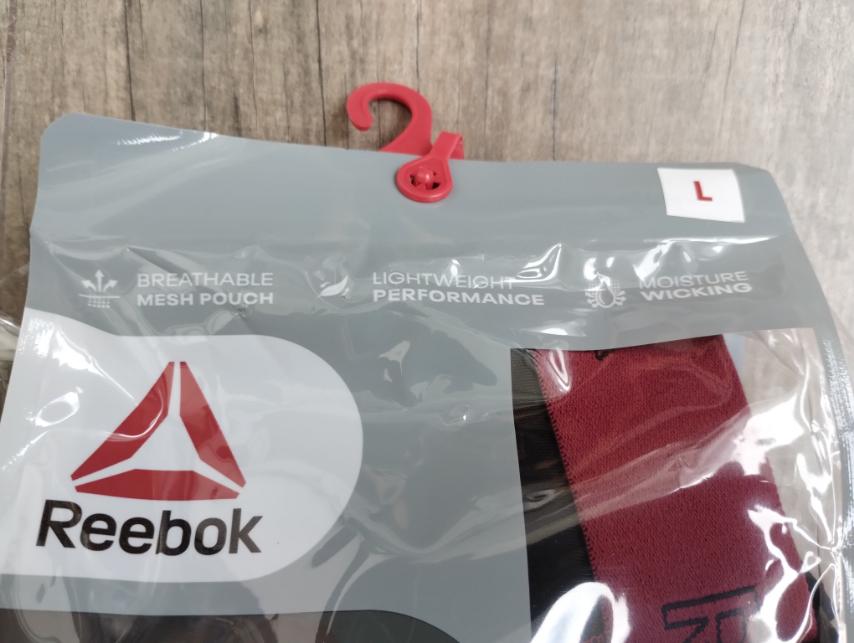 L
BREATHABLE
MESH POUCH
LIGHTWEIGHT
PERFORMANCE
MOISTURE
WICKING
Reebok